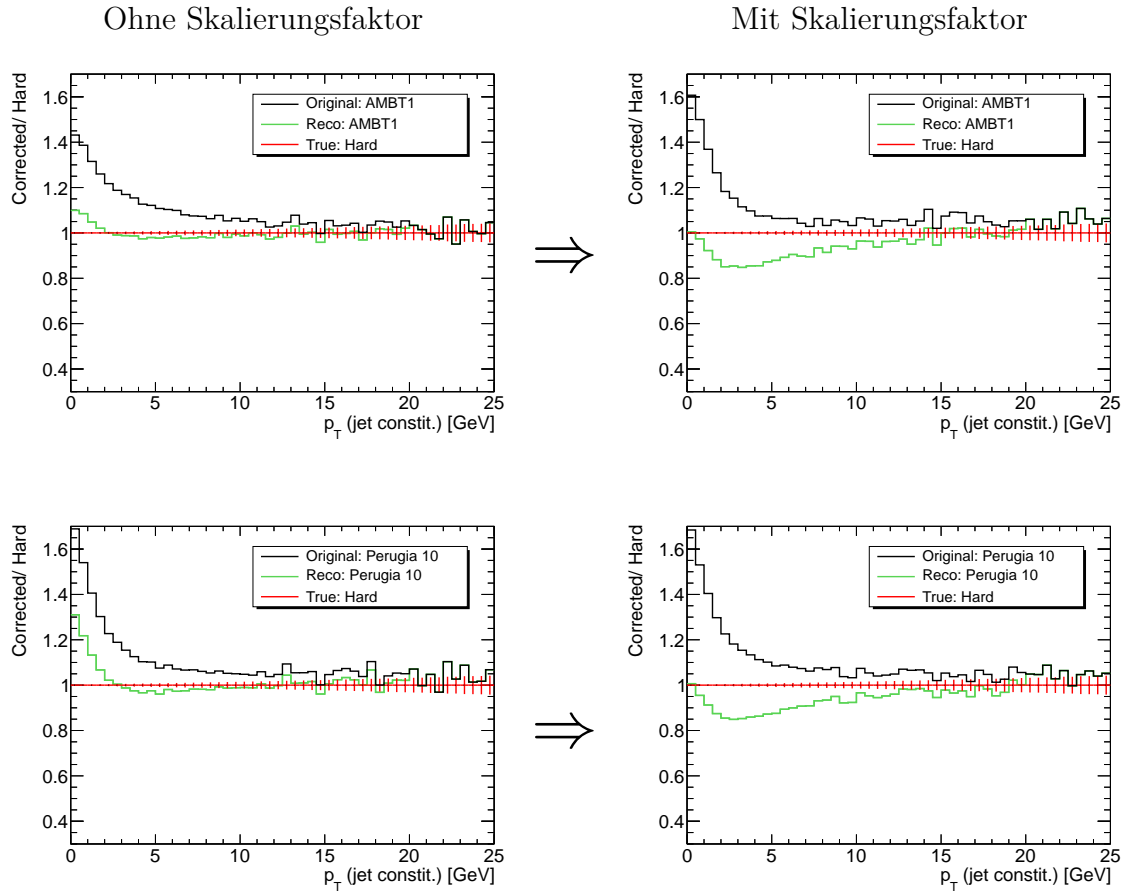 Ohne Skalierungsfaktor
Mit Skalierungsfaktor
Corrected/ Hard
1.6
1.4
1.2
1
0.8
0.6
0.4
Original: AMBT1
Reco: AMBT1
True: Hard
0 5 10 15 20 25
p_T (jet constit.) [GeV]
⇒
Corrected/ Hard
1.6
1.4
1.2
1
0.8
0.6
0.4
Original: AMBT1
Reco: AMBT1
True: Hard
0 5 10 15 20 25
p_T (jet constit.) [GeV]
Corrected/ Hard
1.6
1.4
1.2
1
0.8
0.6
0.4
Original: Perugia 10
Reco: Perugia 10
True: Hard
0 5 10 15 20 25
p_T (jet constit.) [GeV]
⇒
Corrected/ Hard
1.6
1.4
1.2
1
0.8
0.6
0.4
Original: Perugia 10
Reco: Perugia 10
True: Hard
0 5 10 15 20 25
p_T (jet constit.) [GeV]